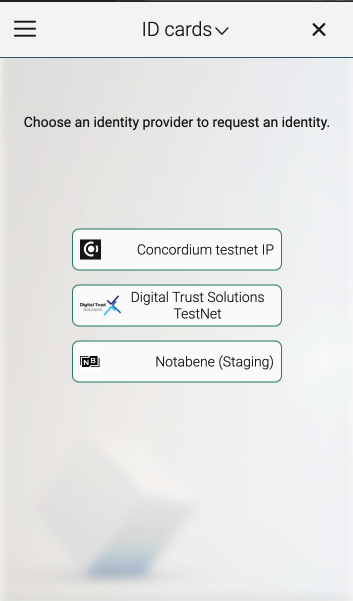 ID cards
Choose an identity provider to request an identity.
Concordium testnet IP
Digital Trust
Solutions
Digital Trust Solutions
TestNet
NB
Notabene (Staging)